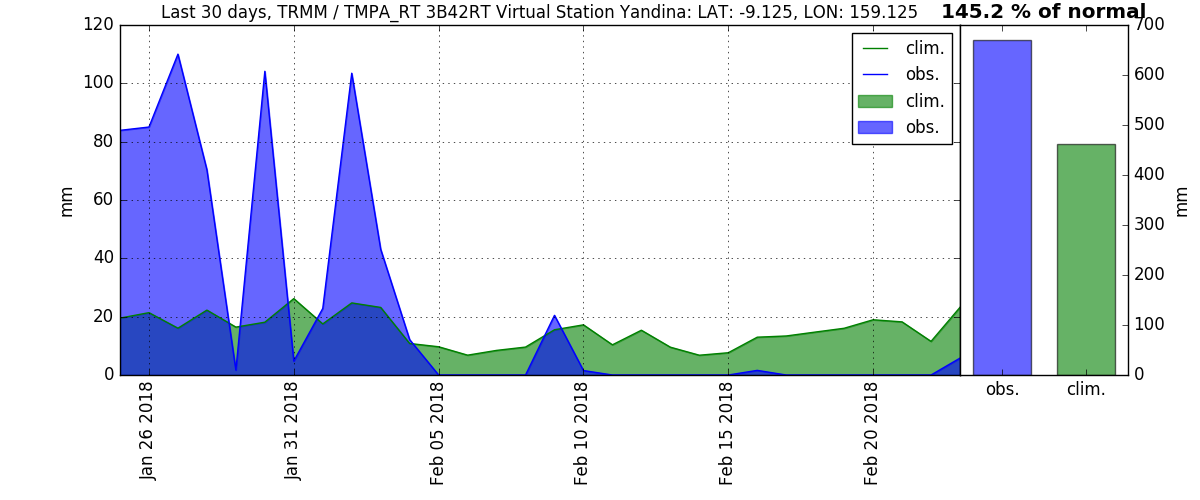 Last 30 days, TRMM / TMPA_RT 3B42RT Virtual Station Yandina: LAT: -9.125, LON: 159.125
145.2 % of normal
120
100
80
60
40
20
0
mm
clim.
obs.
clim.
obs.
700
600
500
400
300
200
100
0
mm
Jan 26 2018
Jan 31 2018
Feb 05 2018
Feb 10 2018
Feb 15 2018
Feb 20 2018
obs.
clim.